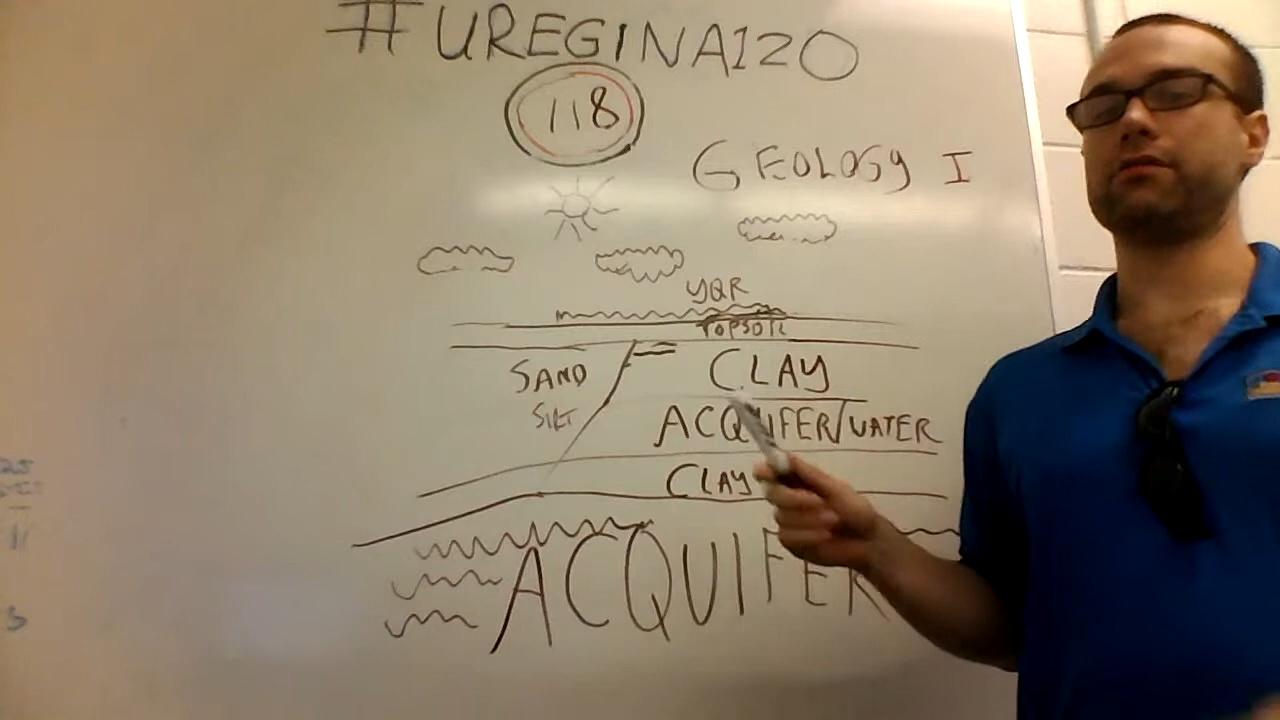 #UREGINA120
118
GEOLOGY I
YQR
TOPSOIL
SAND
CLAY
SILT
ACQUIFER/WATER
CLAY
ACQUIFER